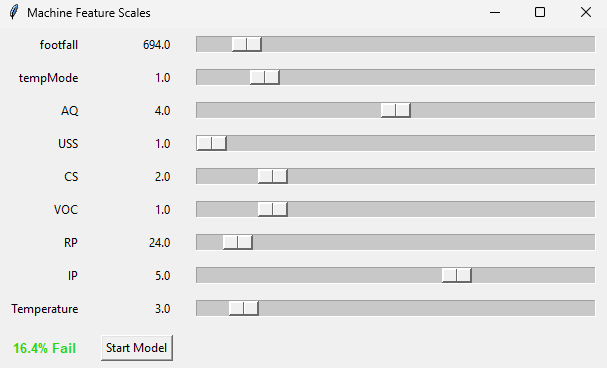 Machine Feature Scales
footfall 694.0
tempMode 1.0
AQ 4.0
USS 1.0
CS 2.0
VOC 1.0
RP 24.0
IP 5.0
Temperature 3.0
16.4% Fail Start Model